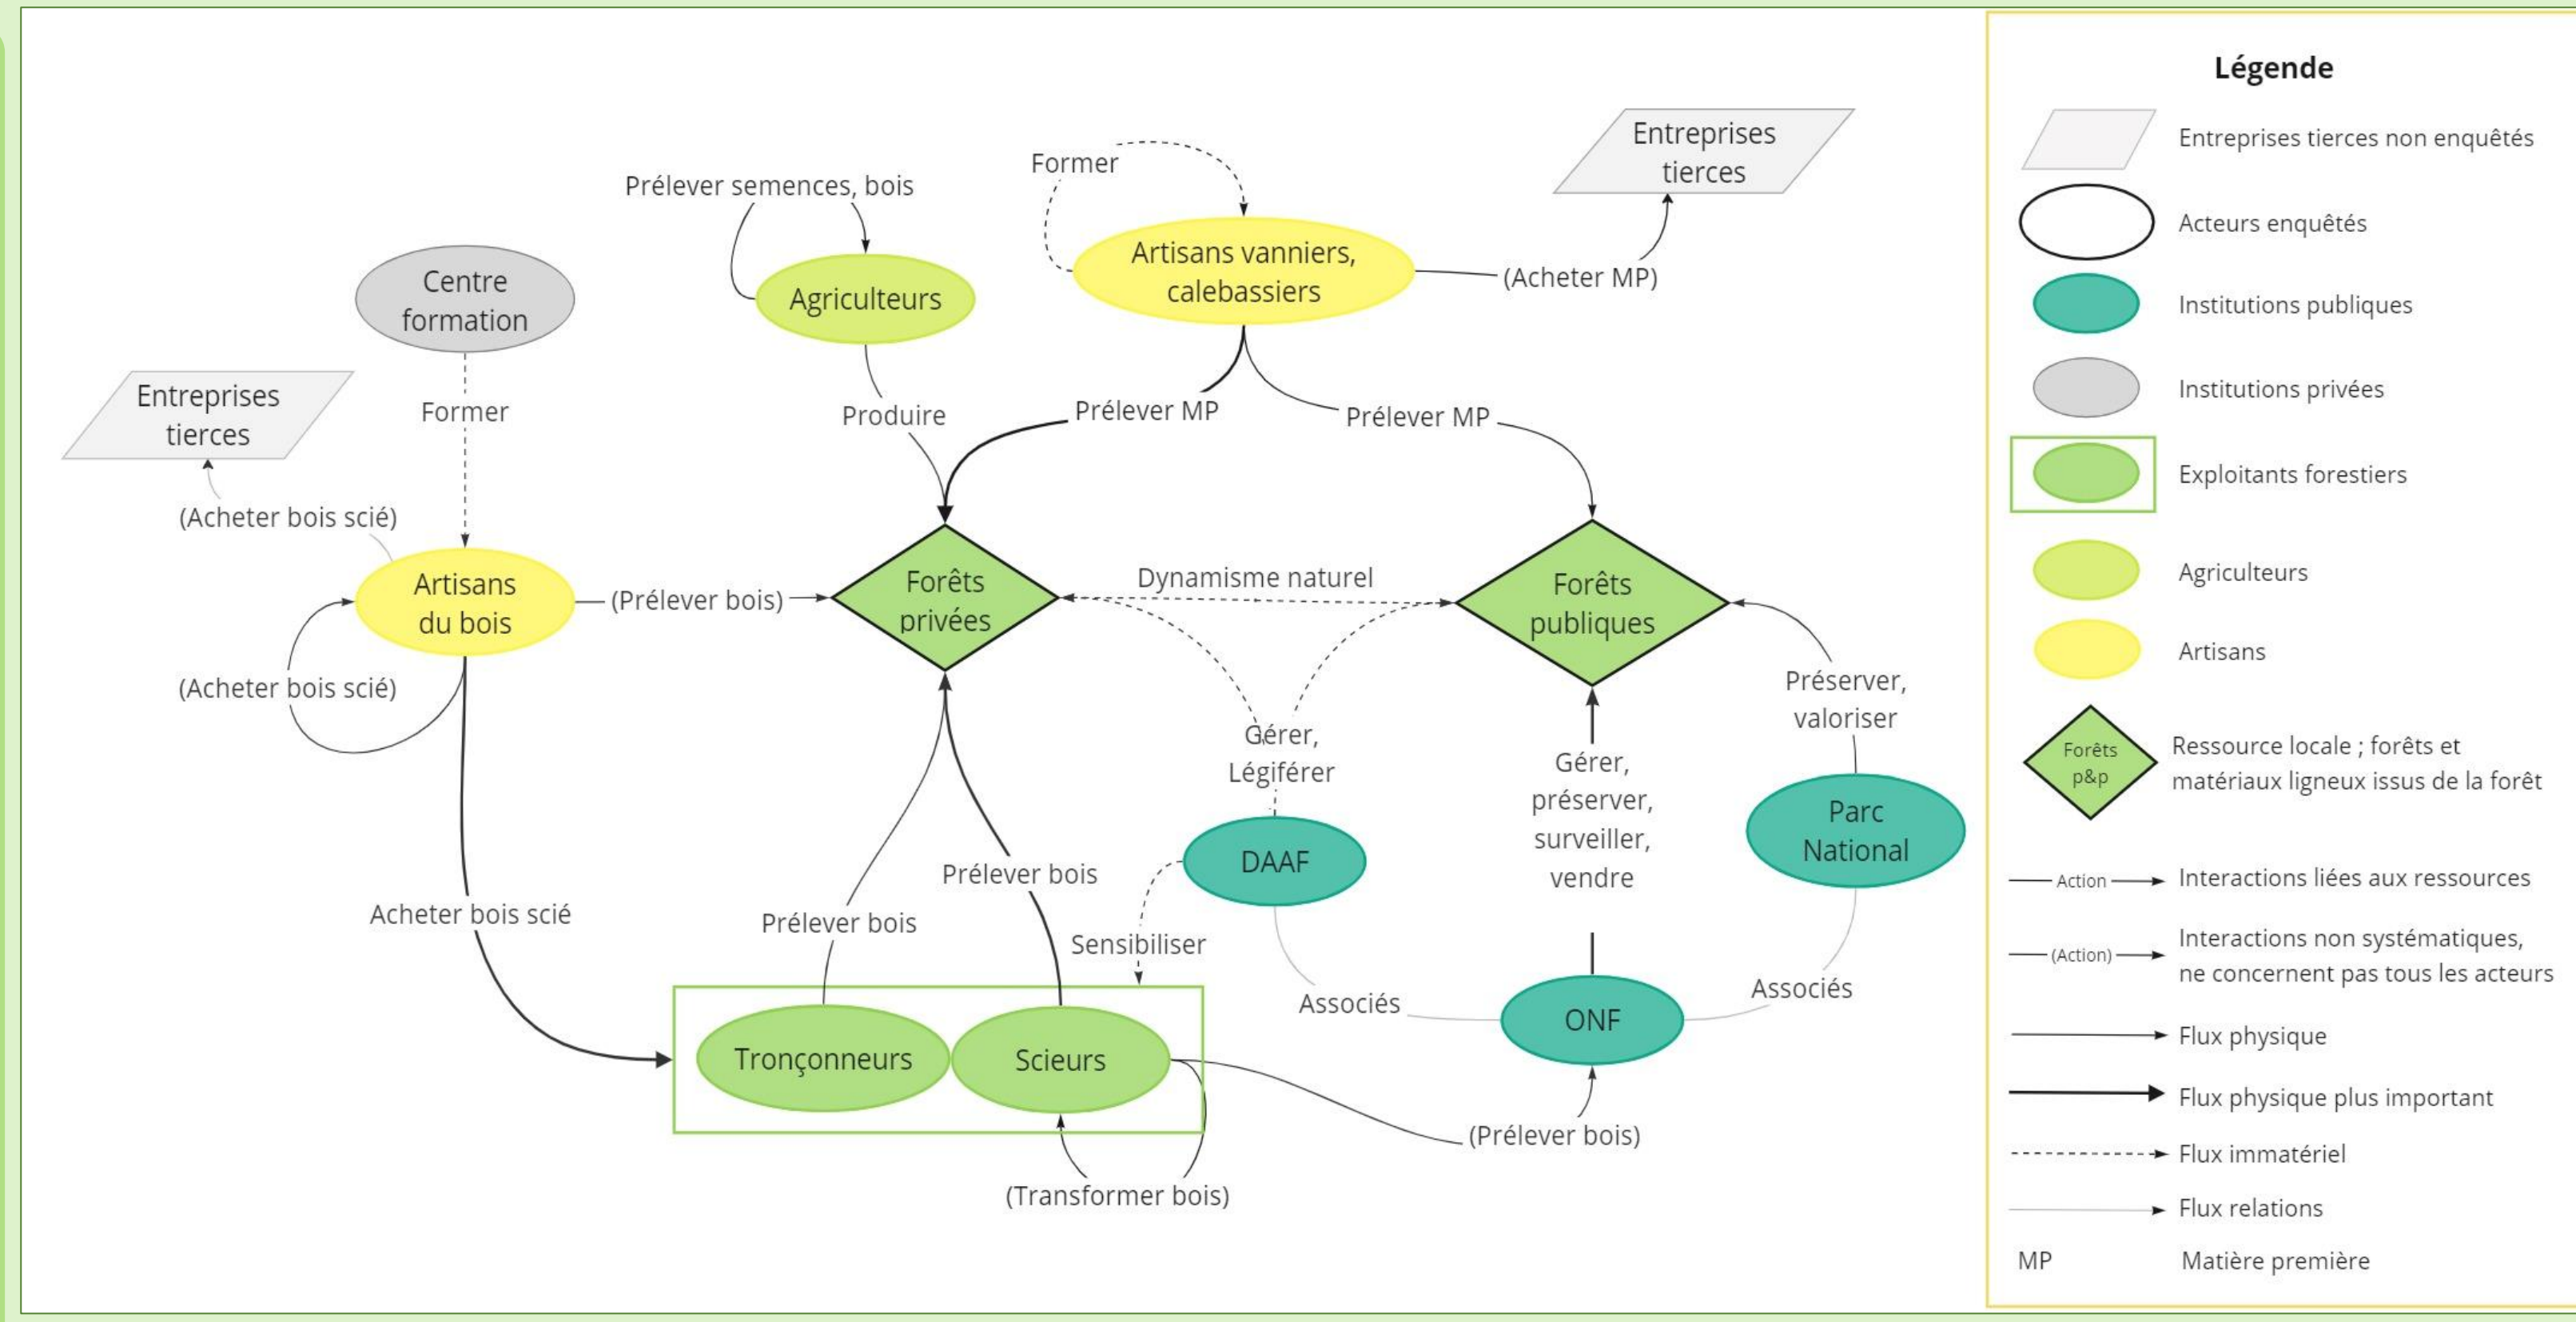 Former
Entreprises
tierces
Prélever semences, bois
Artisans vanniers,
calebassiers
(Acheter MP)
Centre
formation
Agriculteurs
Entreprises
tierces
Former
Produire
Prélever MP
Prélever MP
(Acheter bois scié)
Artisans
du bois
(Prélever bois)
Forêts
privées
Dynamisme naturel
Forêts
publiques
(Acheter bois scié)
Préserver,
valoriser
Gérer,
Légiférer
Gérer,
préserver,
surveiller,
vendre
Parc
National
DAAF
Prélever bois
Acheter bois scié
Prélever bois
Sensibiliser
Associés
Associés
ONF
Tronçonneurs
Scieurs
(Prélever bois)
(Transformer bois)
Légende
Entreprises tierces non enquêtés
Acteurs enquêtés
Institutions publiques
Institutions privées
Exploitants forestiers
Agriculteurs
Artisans
Forêts
p&p
Ressource locale ; forêts et
matériaux ligneux issus de la forêt
Action
Interactions liées aux ressources
(Action)
Interactions non systématiques,
ne concernent pas tous les acteurs
Flux physique
Flux physique plus important
Flux immatériel
Flux relations
MP
Matière première